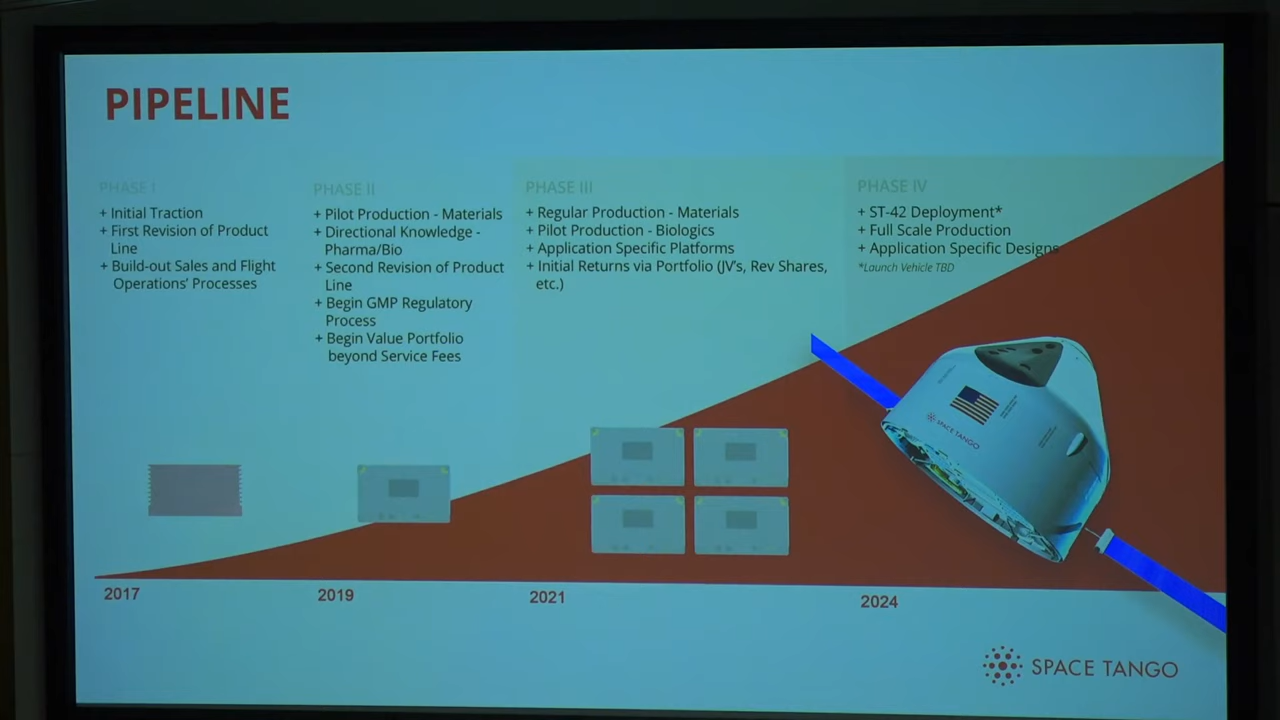 PIPELINE
PHASE I
+ Initial Traction
+ First Revision of Product
Line
+ Build-out Sales and Flight
Operations' Processes
PHASE II
+ Pilot Production - Materials
+ Directional Knowledge -
Pharma/Bio
+ Second Revision of Product
Line
+ Begin GMP Regulatory
Process
+ Begin Value Portfolio
beyond Service Fees
PHASE III
+ Regular Production - Materials
+ Pilot Production - Biologics
+ Application Specific Platforms
+ Initial Returns via Portfolio (JV's, Rev Shares,
etc.)
PHASE IV
+ ST-42 Deployment*
+ Full Scale Production
+ Application Specific Designs
*Launch Vehicle TBD
SPACE TANGO
2017
2019
2021
2024
SPACE TANGO